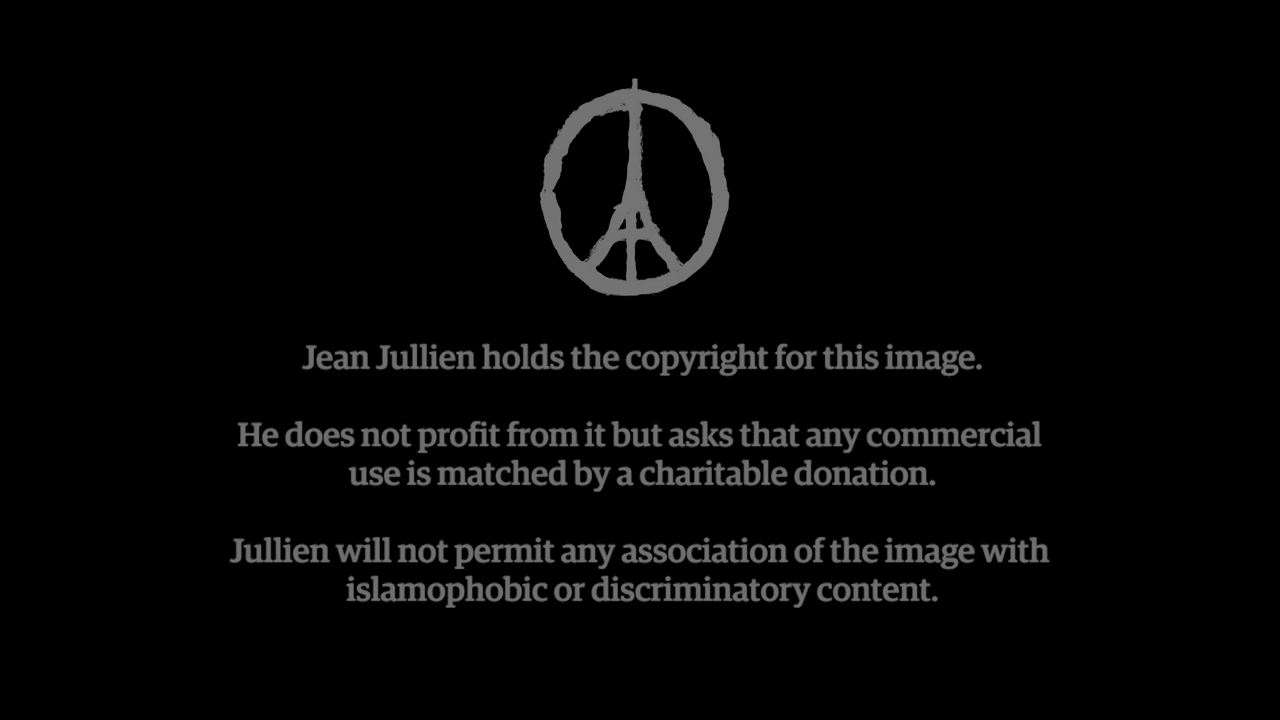 Jean Jullien holds the copyright for this image.
He does not profit from it but asks that any commercial
use is matched by a charitable donation.
Jullien will not permit any association of the image with
islamophobic or discriminatory content.